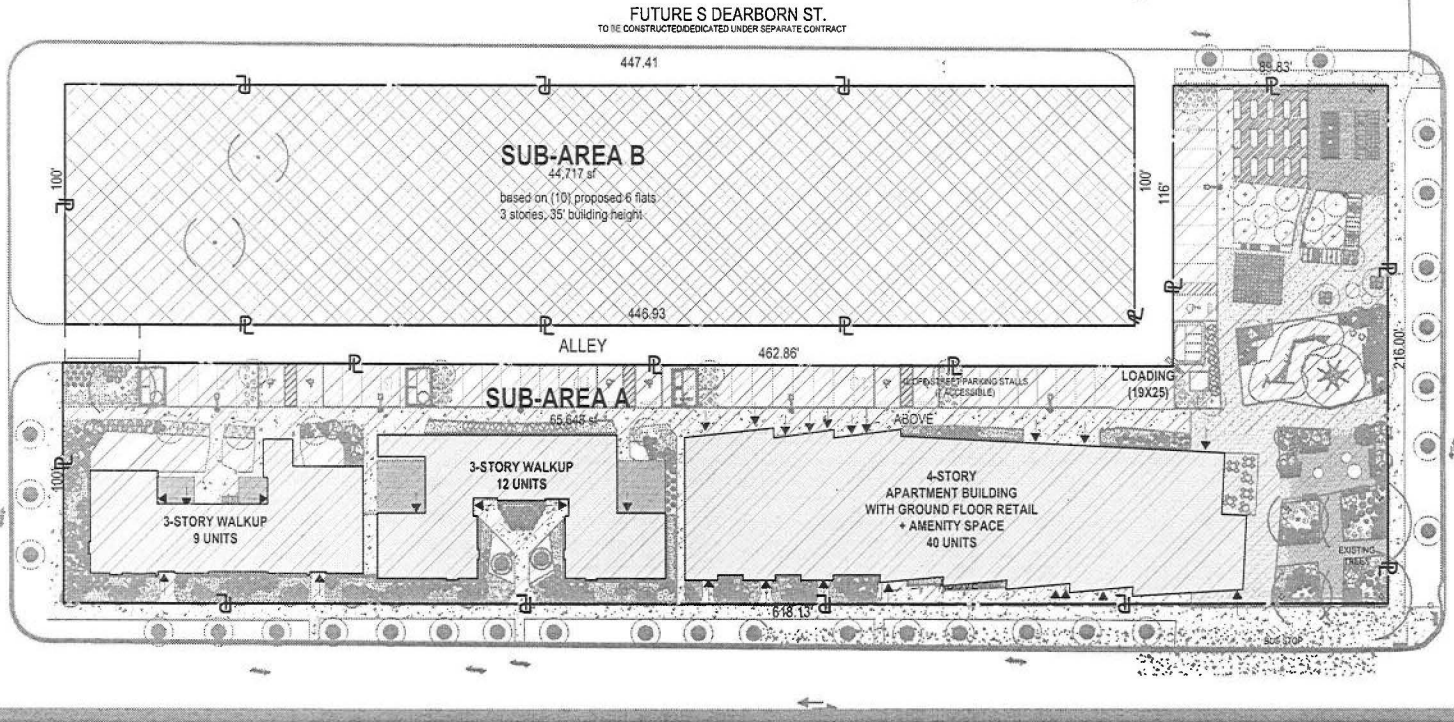 FUTURE S DEARBORN ST.
TO BE CONSTRUCTED/DEDICATED UNDER SEPARATE CONTRACT
447.41
89.83'
SUB-AREA B
44,717 sf
based on (10) proposed 6 flats
3 stories, 35' building height
100'
100'
116'
446.93
ALLEY
462.86'
216.00'
SUB-AREA A
65,648 sf
OFF-STREET PARKING STALLS
ACCESSIBLE)
LOADING
(19X25)
ABOVE
100'
3-STORY WALKUP
9 UNITS
3-STORY WALKUP
12 UNITS
4-STORY
APARTMENT BUILDING
WITH GROUND FLOOR RETAIL
+ AMENITY SPACE
40 UNITS
EXISTING
TREES
618.13'
BUS STOP